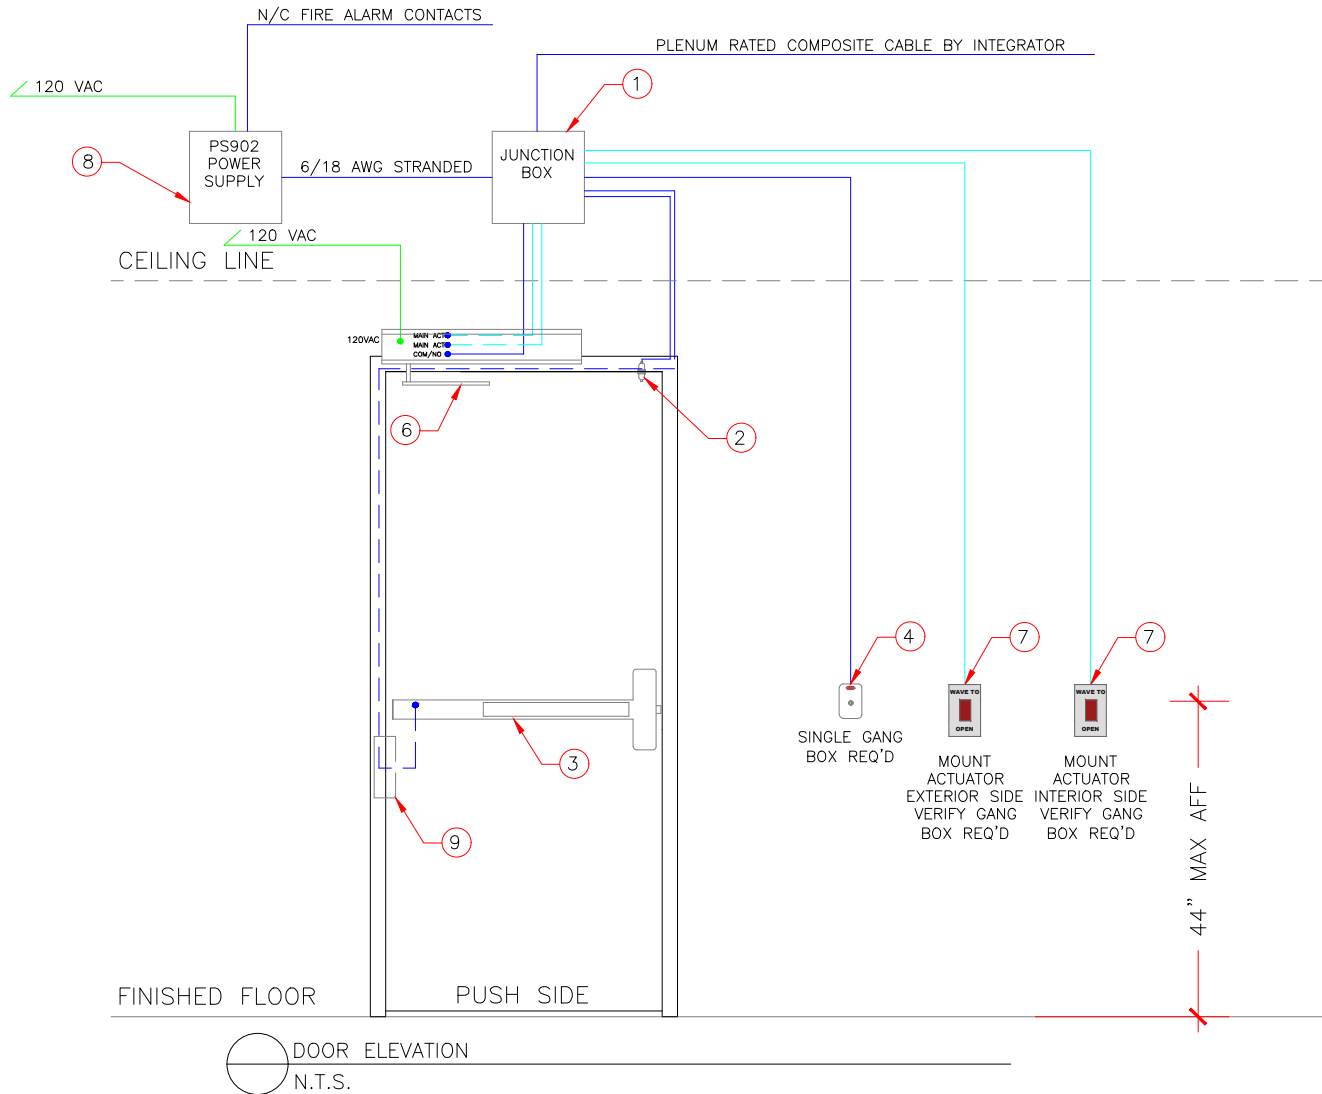 N/C FIRE ALARM CONTACTS
PLENUM RATED COMPOSITE CABLE BY INTEGRATOR
120 VAC
1
PS902
POWER
SUPPLY
8
6/18 AWG STRANDED
JUNCTION
BOX
120 VAC
CEILING LINE
120VAC
MAIN ACT
MAIN ACT
COM/NO
6
2
4
7
7
WAVE TO
OPEN
WAVE TO
OPEN
SINGLE GANG
BOX REQ'D
MOUNT
ACTUATOR
EXTERIOR SIDE
VERIFY GANG
BOX REQ'D
MOUNT
ACTUATOR
INTERIOR SIDE
VERIFY GANG
BOX REQ'D
3
9
44" MAX AFF
FINISHED FLOOR
PUSH SIDE
DOOR ELEVATION
N.T.S.